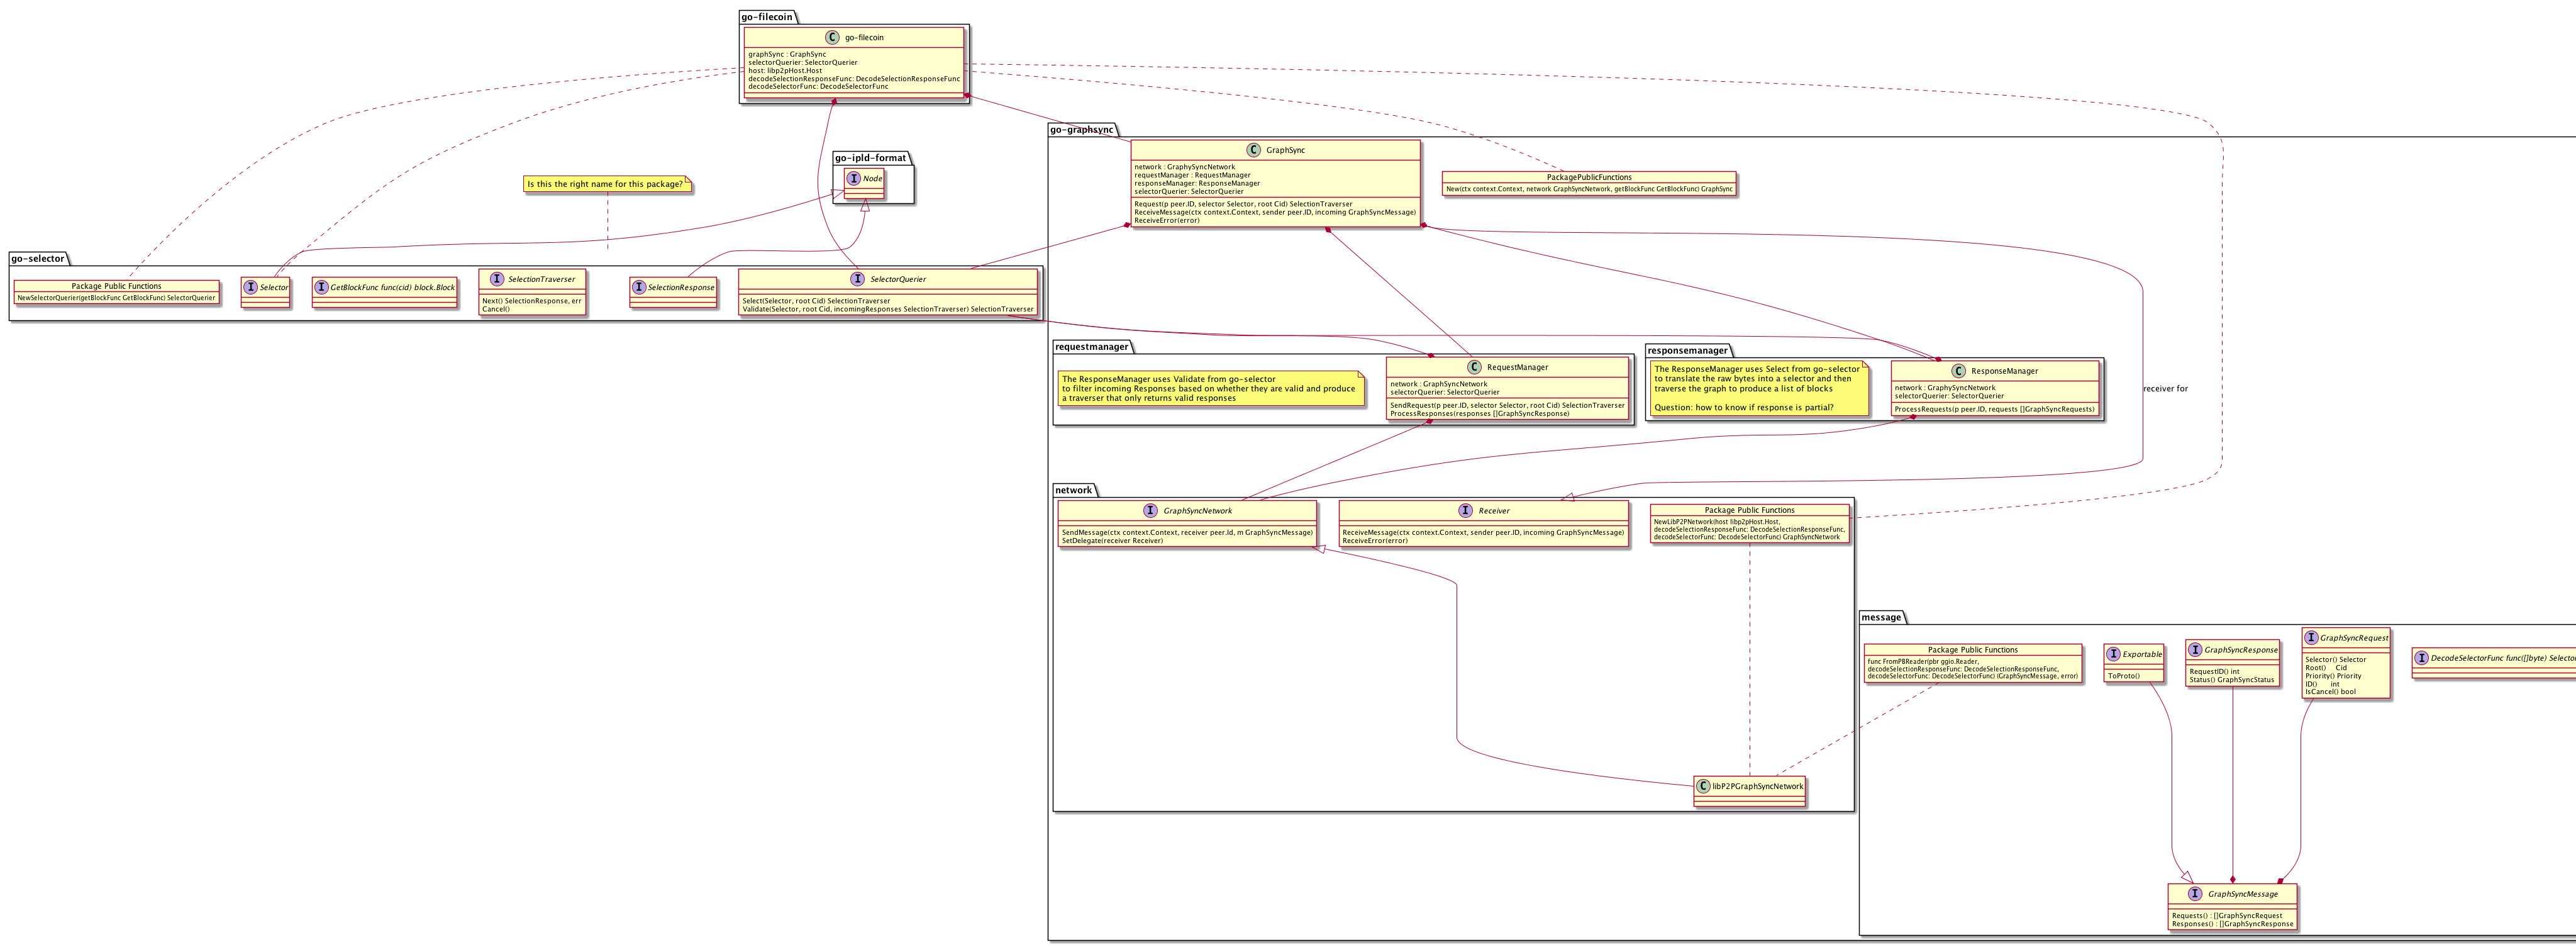 go-filecoin
C go-filecoin
graphSync : GraphSync
selectorQuerier: SelectorQuerier
host: libp2pHost.Host
decodeSelectionResponseFunc: DecodeSelectionResponseFunc
decodeSelectorFunc: DecodeSelectorFunc
go-graphsync
C GraphSync
network : GraphySyncNetwork
requestManager : RequestManager
responseManager: ResponseManager
selectorQuerier: SelectorQuerier
Request(p peer.ID, selector Selector, root Cid) SelectionTraverser
ReceiveMessage(ctx context.Context, sender peer.ID, incoming GraphSyncMessage)
ReceiveError(error)
PackagePublicFunctions
New(ctx context.Context, network GraphSyncNetwork, getBlockFunc GetBlockFunc) GraphSync
go-ipld-format
I Node
Is this the right name for this package?
go-selector
Package Public Functions
NewSelectorQuerier(getBlockFunc GetBlockFunc) SelectorQuerier
I Selector
I GetBlockFunc func(cid) block.Block
I SelectionTraverser
Next() SelectionResponse, err
Cancel()
I SelectionResponse
I SelectorQuerier
Select(Selector, root Cid) SelectionTraverser
Validate(Selector, root Cid, incomingResponses SelectionTraverser) SelectionTraverser
requestmanager
The ResponseManager uses Validate from go-selector
to filter incoming Responses based on whether they are valid and produce
a traverser that only returns valid responses
C RequestManager
network : GraphSyncNetwork
selectorQuerier: SelectorQuerier
SendRequest(p peer.ID, selector Selector, root Cid) SelectionTraverser
ProcessResponses(responses []GraphSyncResponse)
responsemanager
The ResponseManager uses Select from go-selector
to translate the raw bytes into a selector and then
traverse the graph to produce a list of blocks
Question: how to know if response is partial?
C ResponseManager
network : GraphySyncNetwork
selectorQuerier: SelectorQuerier
ProcessRequests(p peer.ID, requests []GraphSyncRequests)
receiver for
network
I GraphSyncNetwork
SendMessage(ctx context.Context, receiver peer.Id, m GraphSyncMessage)
SetDelegate(receiver Receiver)
I Receiver
ReceiveMessage(ctx context.Context, sender peer.ID, incoming GraphSyncMessage)
ReceiveError(error)
Package Public Functions
NewLibP2PNetwork(host libp2pHost.Host,
decodeSelectionResponseFunc: DecodeSelectionResponseFunc,
decodeSelectorFunc: DecodeSelectorFunc) GraphSyncNetwork
C libP2PGraphSyncNetwork
message
Package Public Functions
func FromPBReader(pbr ggio.Reader,
decodeSelectionResponseFunc: DecodeSelectionResponseFunc,
decodeSelectorFunc: DecodeSelectorFunc) (GraphSyncMessage, error)
I Exportable
ToProto()
I GraphSyncResponse
RequestID() int
Status() GraphSyncStatus
I GraphSyncRequest
Selector() Selector
Root() Cid
Priority() Priority
ID() int
IsCancel() bool
I DecodeSelectorFunc func([]byte) Selector
I GraphSyncMessage
Requests() : []GraphSyncRequest
Responses() : []GraphSyncResponse